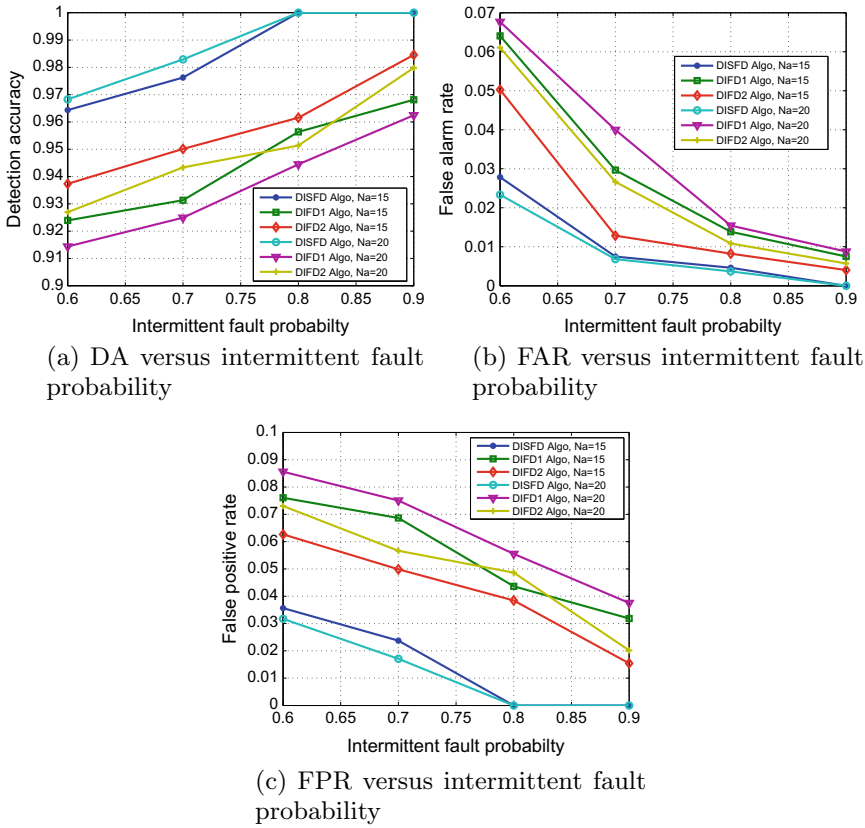 1
0.99
0.98
0.97
0.96
0.95
0.94
0.93
0.92
0.91
0.9
Detection accuracy
DISFD Algo, Na=15
DIFD1 Algo, Na=15
DIFD2 Algo, Na=15
DISFD Algo, Na=20
DIFD1 Algo, Na=20
DIFD2 Algo, Na=20
0.6 0.65 0.7 0.75 0.8 0.85 0.9
Intermittent fault probabilty
(a) DA versus intermittent fault
probability
0.07
0.06
0.05
0.04
0.03
0.02
0.01
0
False alarm rate
DISFD Algo, Na=15
DIFD1 Algo, Na=15
DIFD2 Algo, Na=15
DISFD Algo, Na=20
DIFD1 Algo, Na=20
DIFD2 Algo, Na=20
0.6 0.65 0.7 0.75 0.8 0.85 0.9
Intermittent fault probabilty
(b) FAR versus intermittent fault
probability
0.1
0.09
0.08
0.07
0.06
0.05
0.04
0.03
0.02
0.01
0
False positive rate
DISFD Algo, Na=15
DIFD1 Algo, Na=15
DIFD2 Algo, Na=15
DISFD Algo, Na=20
DIFD1 Algo, Na=20
DIFD2 Algo, Na=20
0.6 0.65 0.7 0.75 0.8 0.85 0.9
Intermittent fault probabilty
(c) FPR versus intermittent fault
probability